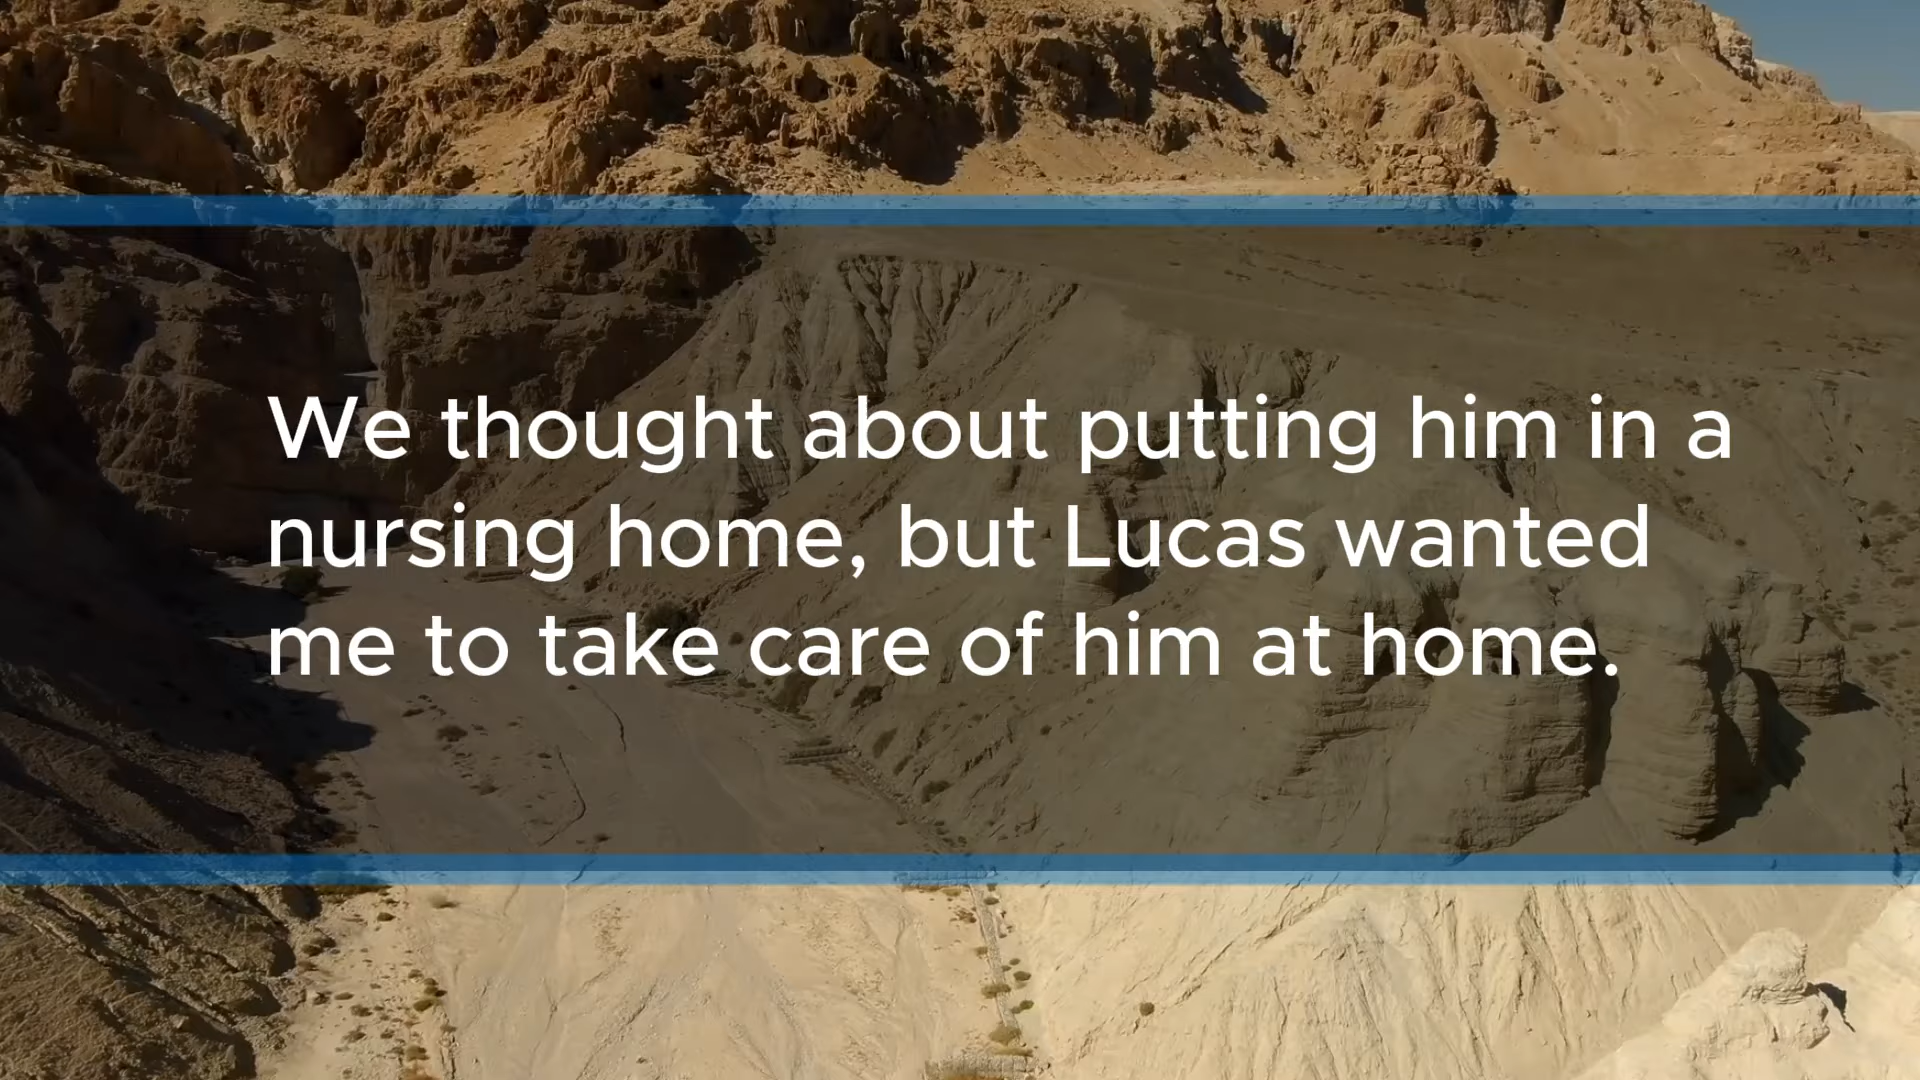 We thought about putting him in a
nursing home, but Lucas wanted
me to take care of him at home.